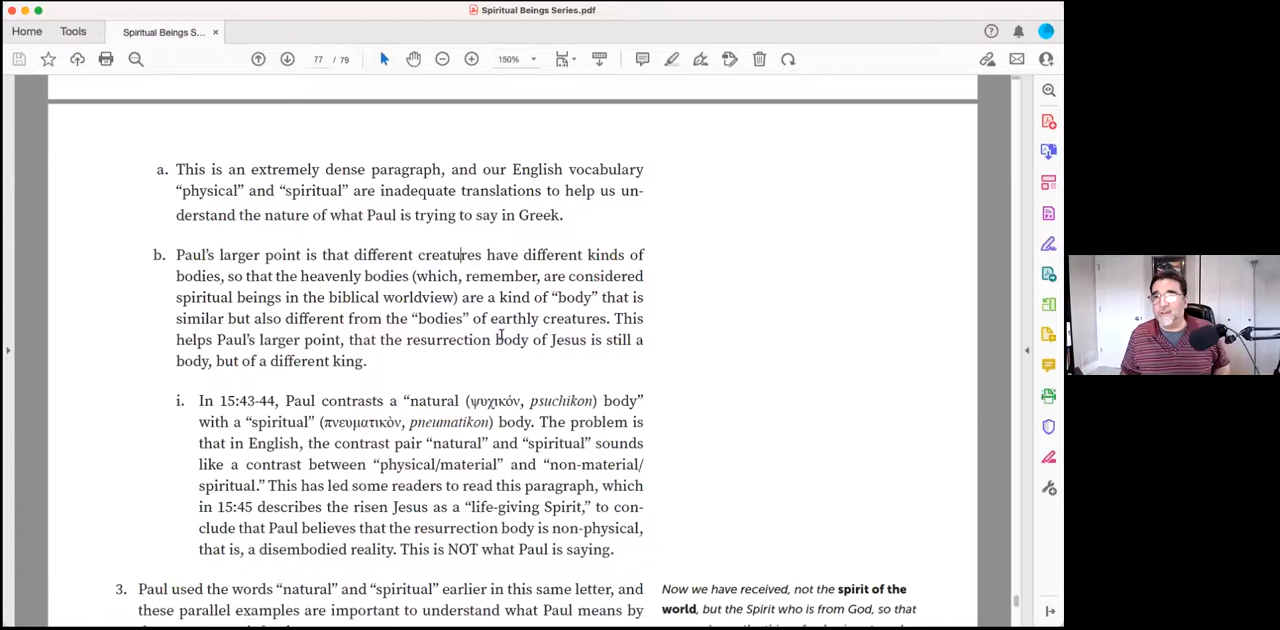 Spiritual Beings Series.pdf
Home
Tools
Spiritual Beings S...
77 / 79
150%
a. This is an extremely dense paragraph, and our English vocabulary
“physical” and “spiritual” are inadequate translations to help us un-
derstand the nature of what Paul is trying to say in Greek.
b. Paul’s larger point is that different creatures have different kinds of
bodies, so that the heavenly bodies (which, remember, are considered
spiritual beings in the biblical worldview) are a kind of “body” that is
similar but also different from the “bodies” of earthly creatures. This
helps Paul’s larger point, that the resurrection body of Jesus is still a
body, but of a different king.
i. In 15:43-44, Paul contrasts a “natural (ψυχικόν, psuchikon) body”
with a “spiritual” (πνευματικὸν, pneumatikon) body. The problem is
that in English, the contrast pair “natural” and “spiritual” sounds
like a contrast between “physical/material” and “non-material/
spiritual.” This has led some readers to read this paragraph, which
in 15:45 describes the risen Jesus as a “life-giving Spirit,” to con-
clude that Paul believes that the resurrection body is non-physical,
that is, a disembodied reality. This is NOT what Paul is saying.
3. Paul used the words “natural” and “spiritual” earlier in this same letter, and
these parallel examples are important to understand what Paul means by
Now we have received, not the spirit of the
world, but the Spirit who is from God, so that